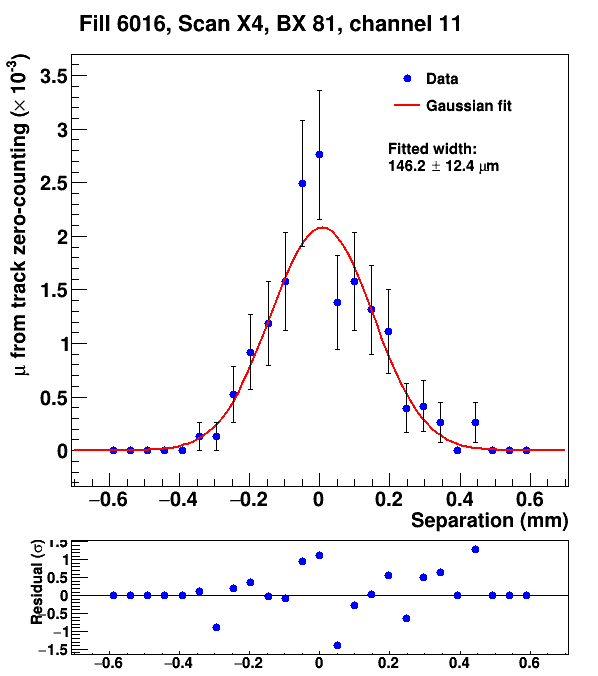 Fill 6016, Scan X4, BX 81, channel 11
μ from track zero-counting (× 10⁻³)
3.5
3
2.5
2
1.5
1
0.5
0
Data
Gaussian fit
Fitted width:
146.2 ± 12.4 μm
−0.6 −0.4 −0.2 0 0.2 0.4 0.6
Separation (mm)
Residual (σ)
1.5
1
0.5
0
−0.5
−1
−1.5
−0.6 −0.4 −0.2 0 0.2 0.4 0.6